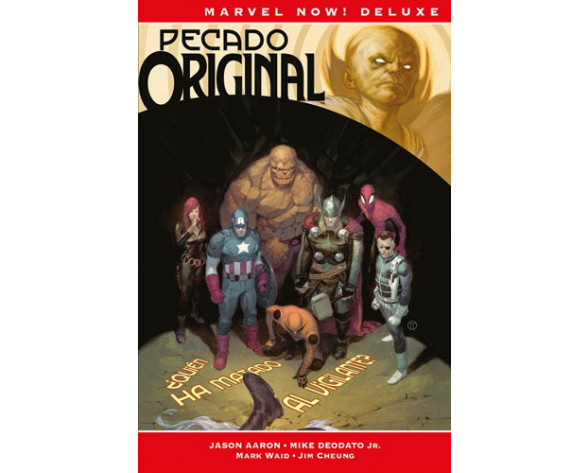 MARVEL NOW! DELUXE
PECADO
ORIGINAL
¿QUIÉN
HA MATADO
AL VIGILANTE?
JASON AARON • MIKE DEODATO JR.
MARK WAID • JIM CHEUNG